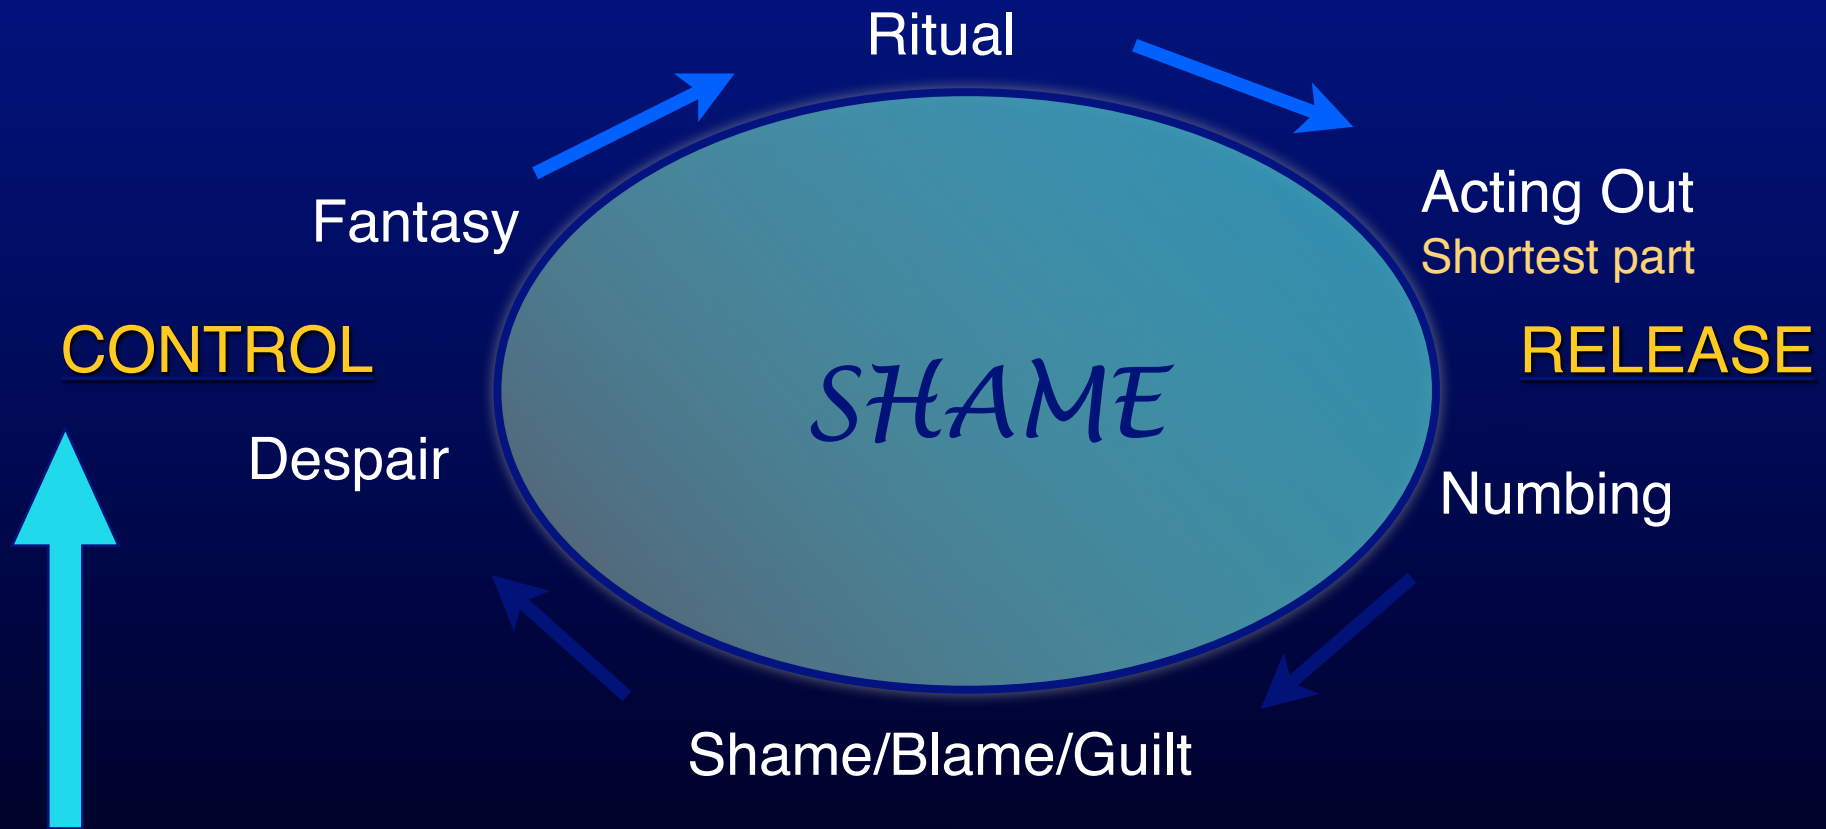 Ritual
Acting Out
Shortest part
Fantasy
CONTROL
RELEASE
SHAME
Despair
Numbing
Shame/Blame/Guilt